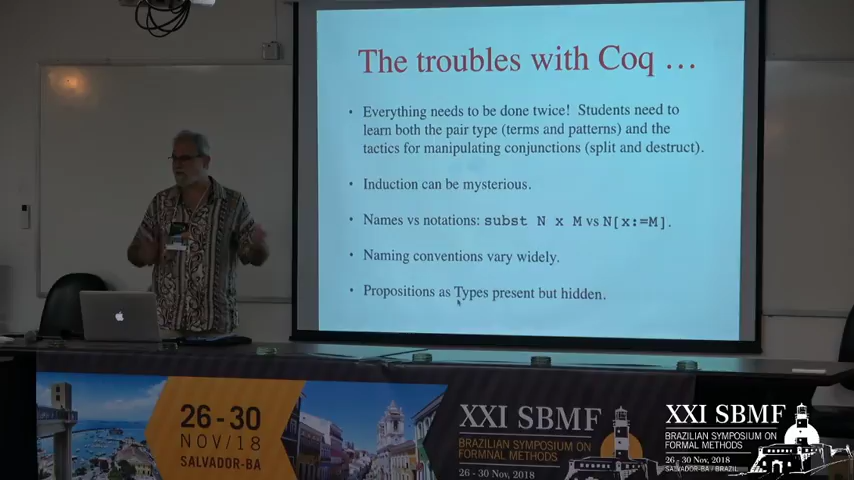 The troubles with Coq ...
• Everything needs to be done twice! Students need to
learn both the pair type (terms and patterns) and the
tactics for manipulating conjunctions (split and destruct).
• Induction can be mysterious.
• Names vs notations: subst N x M vs N[x:=M].
• Naming conventions vary widely.
• Propositions as Types present but hidden.
26-30
NOV/18
SALVADOR-BA
XXI SBMF
BRAZILIAN SYMPOSIUM ON
FORMNAL METHODS
26 - 30 Nov, 2018
XXI SBMF
BRAZILIAN SYMPOSIUM ON
FORMAL METHODS
26 - 30 Nov, 2018
SALVADOR-BA / BRAZIL